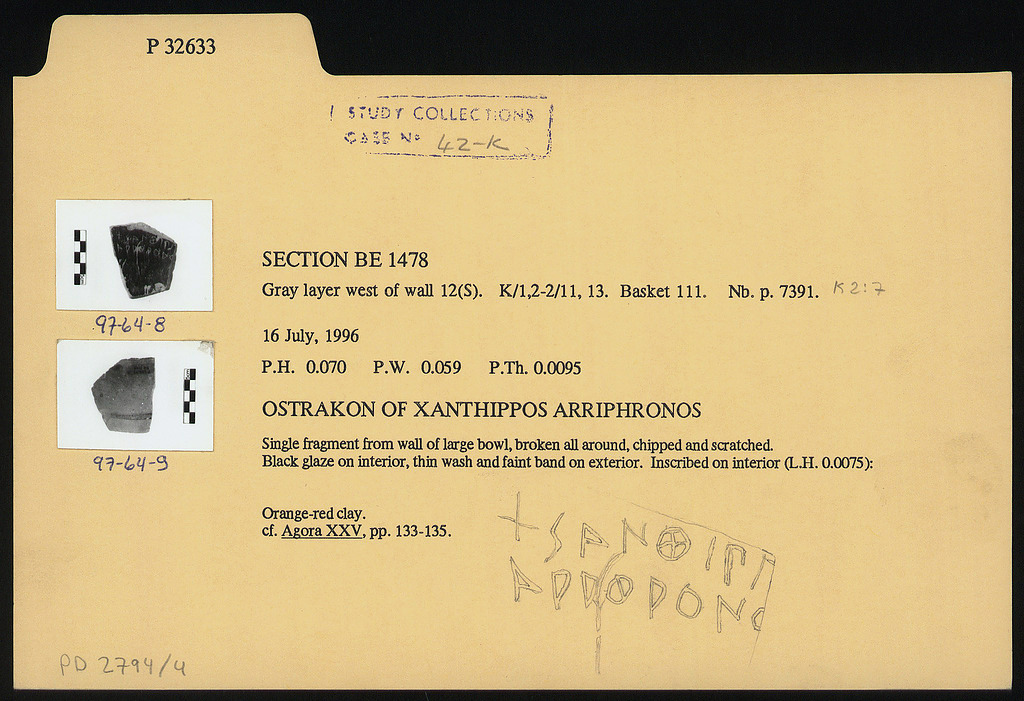 P 32633
STUDY COLLECTIONS
CASE Nº 42-K
97-64-8
97-64-9
SECTION BE 1478
Gray layer west of wall 12(S). K/1,2-2/11, 13. Basket 111. Nb. p. 7391. K 2:7
16 July, 1996
P.H. 0.070 P.W. 0.059 P.Th. 0.0095
OSTRAKON OF XANTHIPPOS ARRIPHRONOS
Single fragment from wall of large bowl, broken all around, chipped and scratched.
Black glaze on interior, thin wash and faint band on exterior. Inscribed on interior (L.H. 0.0075):
Orange-red clay.
cf. Agora XXV, pp. 133-135.
PD 2794/4